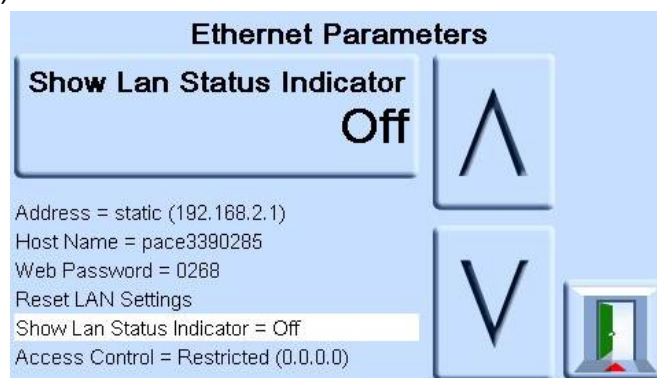 Ethernet Parameters
Show Lan Status Indicator
Off
Address = static (192.168.2.1)
Host Name = pace3390285
Web Password = 0268
Reset LAN Settings
Show Lan Status Indicator = Off
Access Control = Restricted (0.0.0.0)